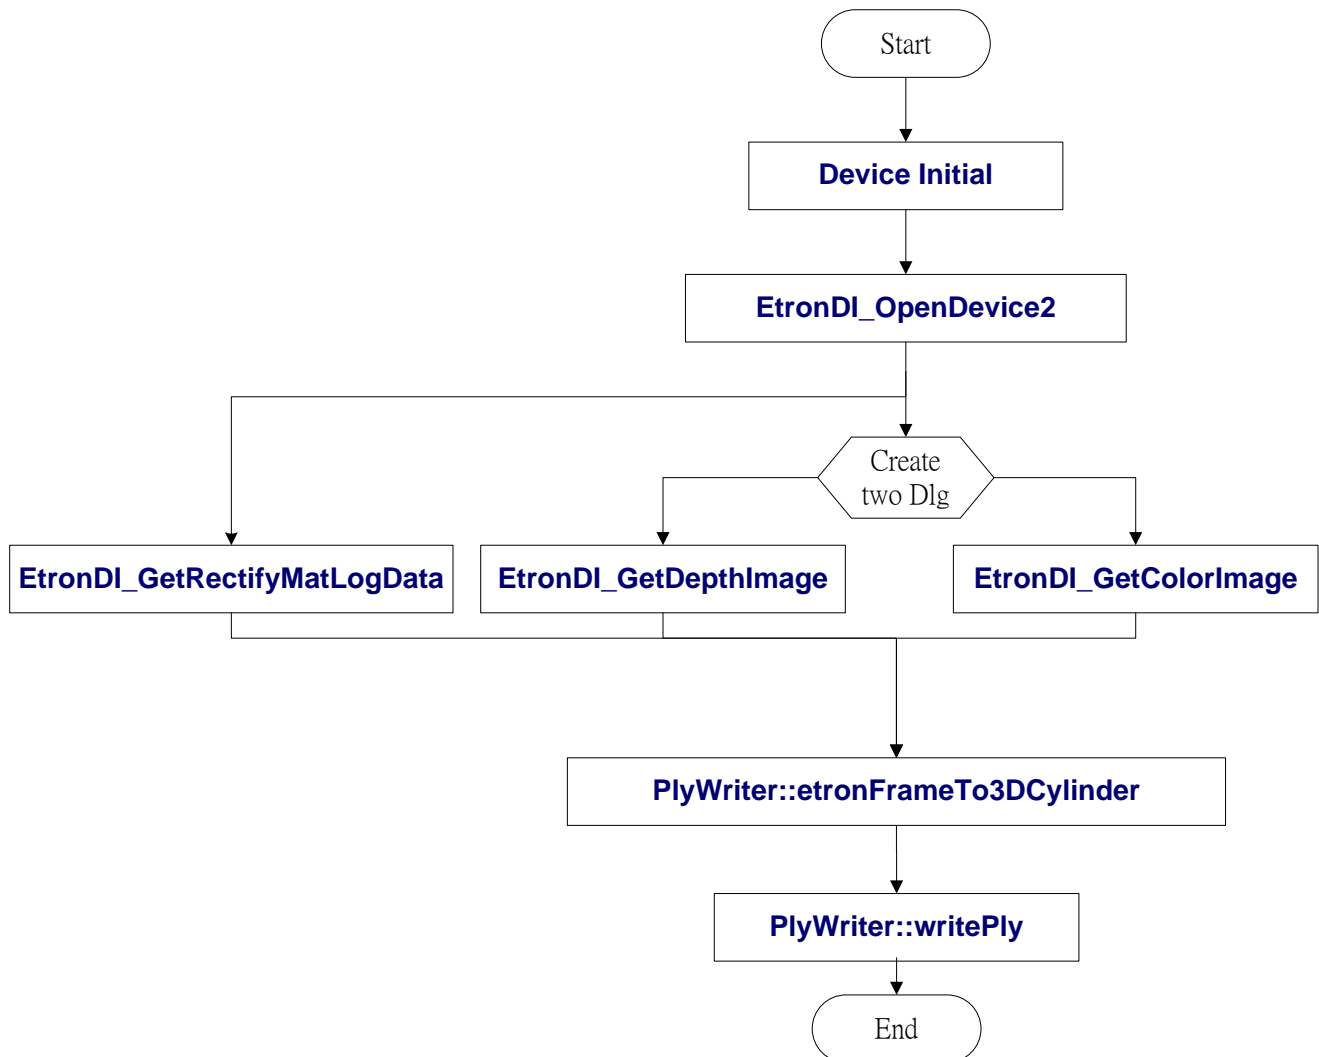 Start
Device Initial
EtronDI_OpenDevice2
Create
two Dlg
EtronDI_GetRectifyMatLogData
EtronDI_GetDepthImage
EtronDI_GetColorImage
PlyWriter::etronFrameTo3DCylinder
PlyWriter::writePly
End